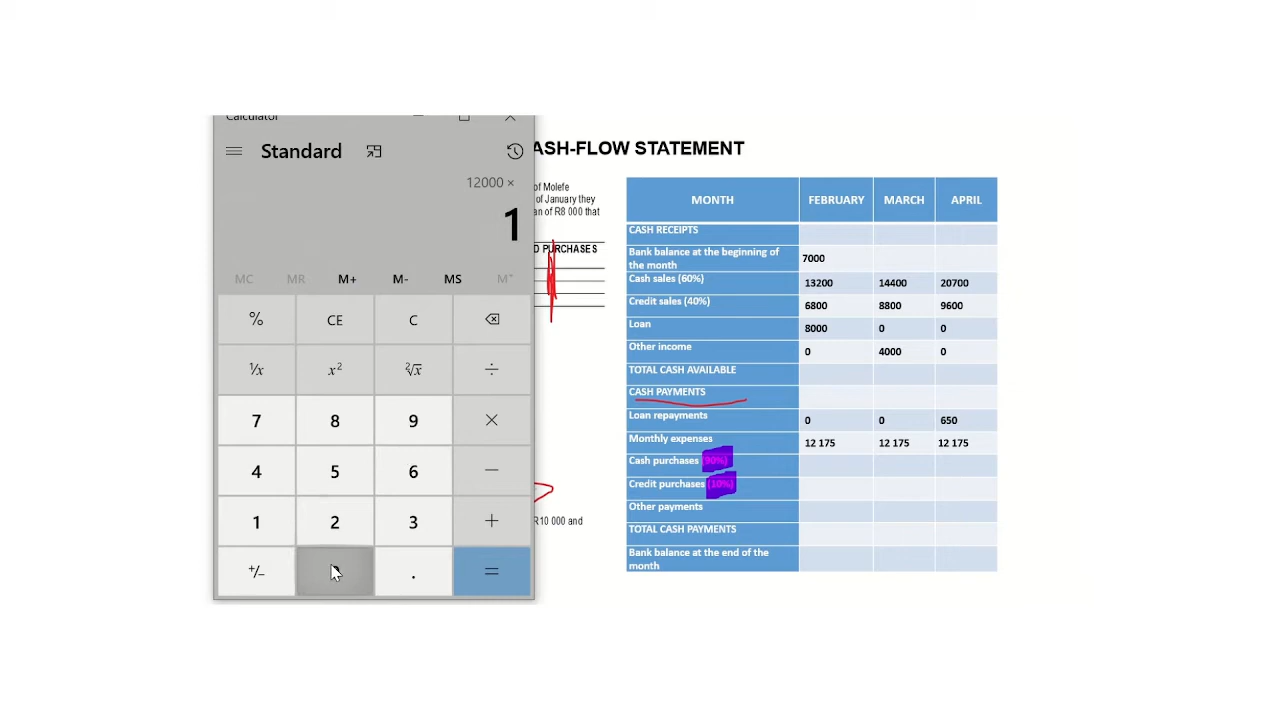 Calculator
Standard
12000 ×
1
MC MR M+ M- MS M˅
% CE C
¹/x x² ²√x ÷
7 8 9 ×
4 5 6 −
1 2 3 +
+/− . =
ASH-FLOW STATEMENT
of Molefe
of January they
an of R8 000 that
D PURCHASES
R10 000 and
MONTH FEBRUARY MARCH APRIL
CASH RECEIPTS
Bank balance at the beginning of
the month 7000
Cash sales (60%) 13200 14400 20700
Credit sales (40%) 6800 8800 9600
Loan 8000 0 0
Other income 0 4000 0
TOTAL CASH AVAILABLE
CASH PAYMENTS
Loan repayments 0 0 650
Monthly expenses 12 175 12 175 12 175
Cash purchases (90%)
Credit purchases (10%)
Other payments
TOTAL CASH PAYMENTS
Bank balance at the end of the
month